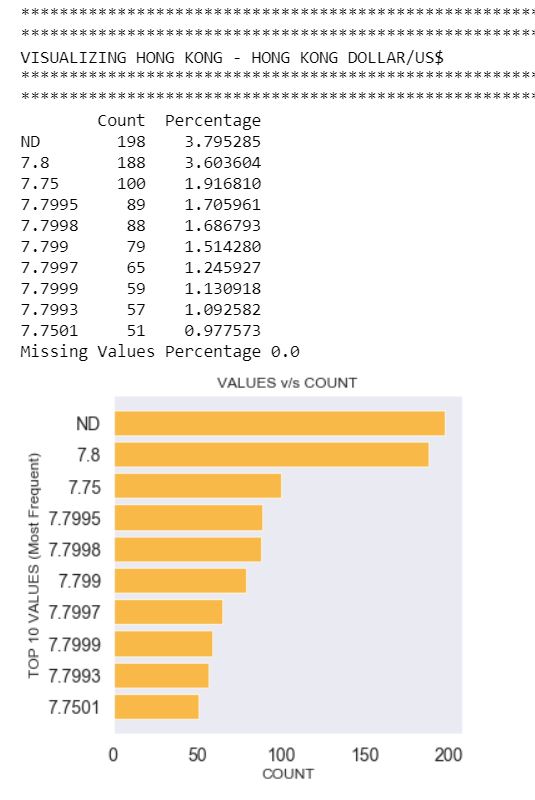 ****************************************************
****************************************************
VISUALIZING HONG KONG - HONG KONG DOLLAR/US$
****************************************************
****************************************************
Count Percentage
ND 198 3.795285
7.8 188 3.603604
7.75 100 1.916810
7.7995 89 1.705961
7.7998 88 1.686793
7.799 79 1.514280
7.7997 65 1.245927
7.7999 59 1.130918
7.7993 57 1.092582
7.7501 51 0.977573
Missing Values Percentage 0.0
VALUES v/s COUNT
TOP 10 VALUES (Most Frequent)
ND
7.8
7.75
7.7995
7.7998
7.799
7.7997
7.7999
7.7993
7.7501
0 50 100 150 200
COUNT